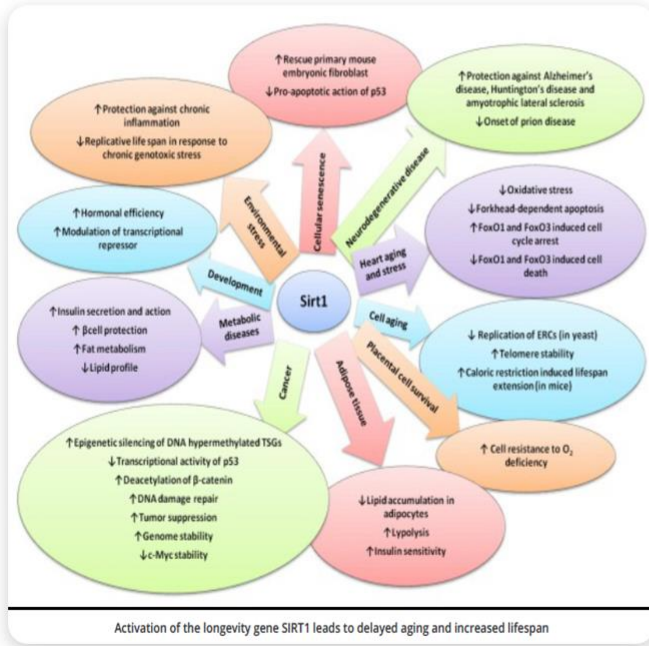 ↑Rescue primary mouse
embryonic fibroblast
↓Pro-apoptotic action of p53
↑Protection against Alzheimer's
disease, Huntington's disease and
amyotrophic lateral sclerosis
↓Onset of prion disease
↑Protection against chronic
inflammation
↓Replicative life span in response to
chronic genotoxic stress
↓Oxidative stress
↓Forkhead-dependent apoptosis
↑FoxO1 and FoxO3 induced cell
cycle arrest
↓FoxO1 and FoxO3 induced cell
death
↑Hormonal efficiency
↑Modulation of transcriptional
repressor
↑Insulin secretion and action
↑ βcell protection
↑Fat metabolism
↓Lipid profile
Environmental
stress
Cellular senescence
Neurodegenerative disease
Heart aging
and stress
Development
Sirt1
Cell aging
Metabolic
diseases
Cancer
Adipose tissue
Placental cell survival
↓ Replication of ERCs (in yeast)
↑Telomere stability
↑Caloric restriction induced lifespan
extension (in mice)
↑ Cell resistance to O₂
deficiency
↑Epigenetic silencing of DNA hypermethylated TSGs
↓Transcriptional activity of p53
↑Deacetylation of β-catenin
↑DNA damage repair
↑Tumor suppression
↑Genome stability
↓c-Myc stability
↓Lipid accumulation in
adipocytes
↑Lypolysis
↑Insulin sensitivity
Activation of the longevity gene SIRT1 leads to delayed aging and increased lifespan